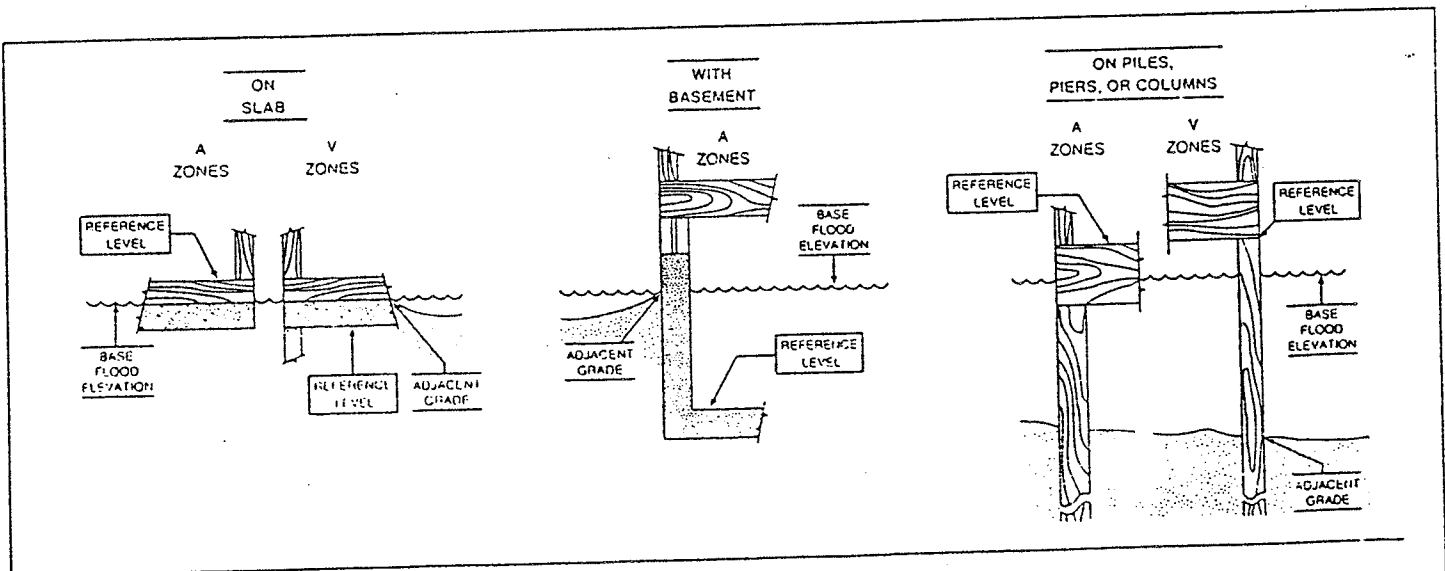 ON
SLAB
A
ZONES
V
ZONES
REFERENCE
LEVEL
BASE
FLOOD
ELEVATION
REFERENCE
LEVEL
ADJACENT
GRADE
WITH
BASEMENT
A
ZONES
BASE
FLOOD
ELEVATION
ADJACENT
GRADE
REFERENCE
LEVEL
ON PILES,
PIERS, OR COLUMNS
A
ZONES
V
ZONES
REFERENCE
LEVEL
REFERENCE
LEVEL
BASE
FLOOD
ELEVATION
ADJACENT
GRADE